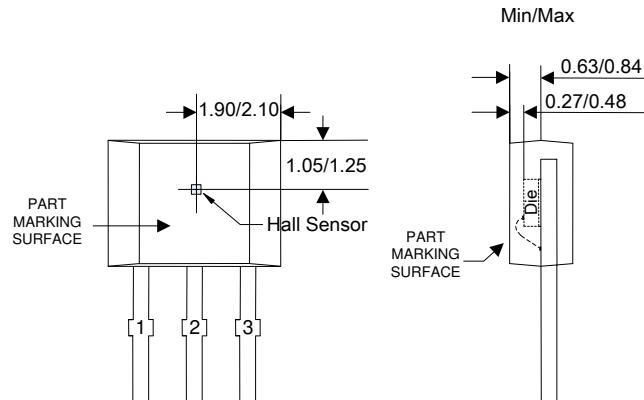 Min/Max
0.63/0.84
0.27/0.48
1.90/2.10
1.05/1.25
PART
MARKING
SURFACE
Hall Sensor
Die
PART
MARKING
SURFACE
1 2 3